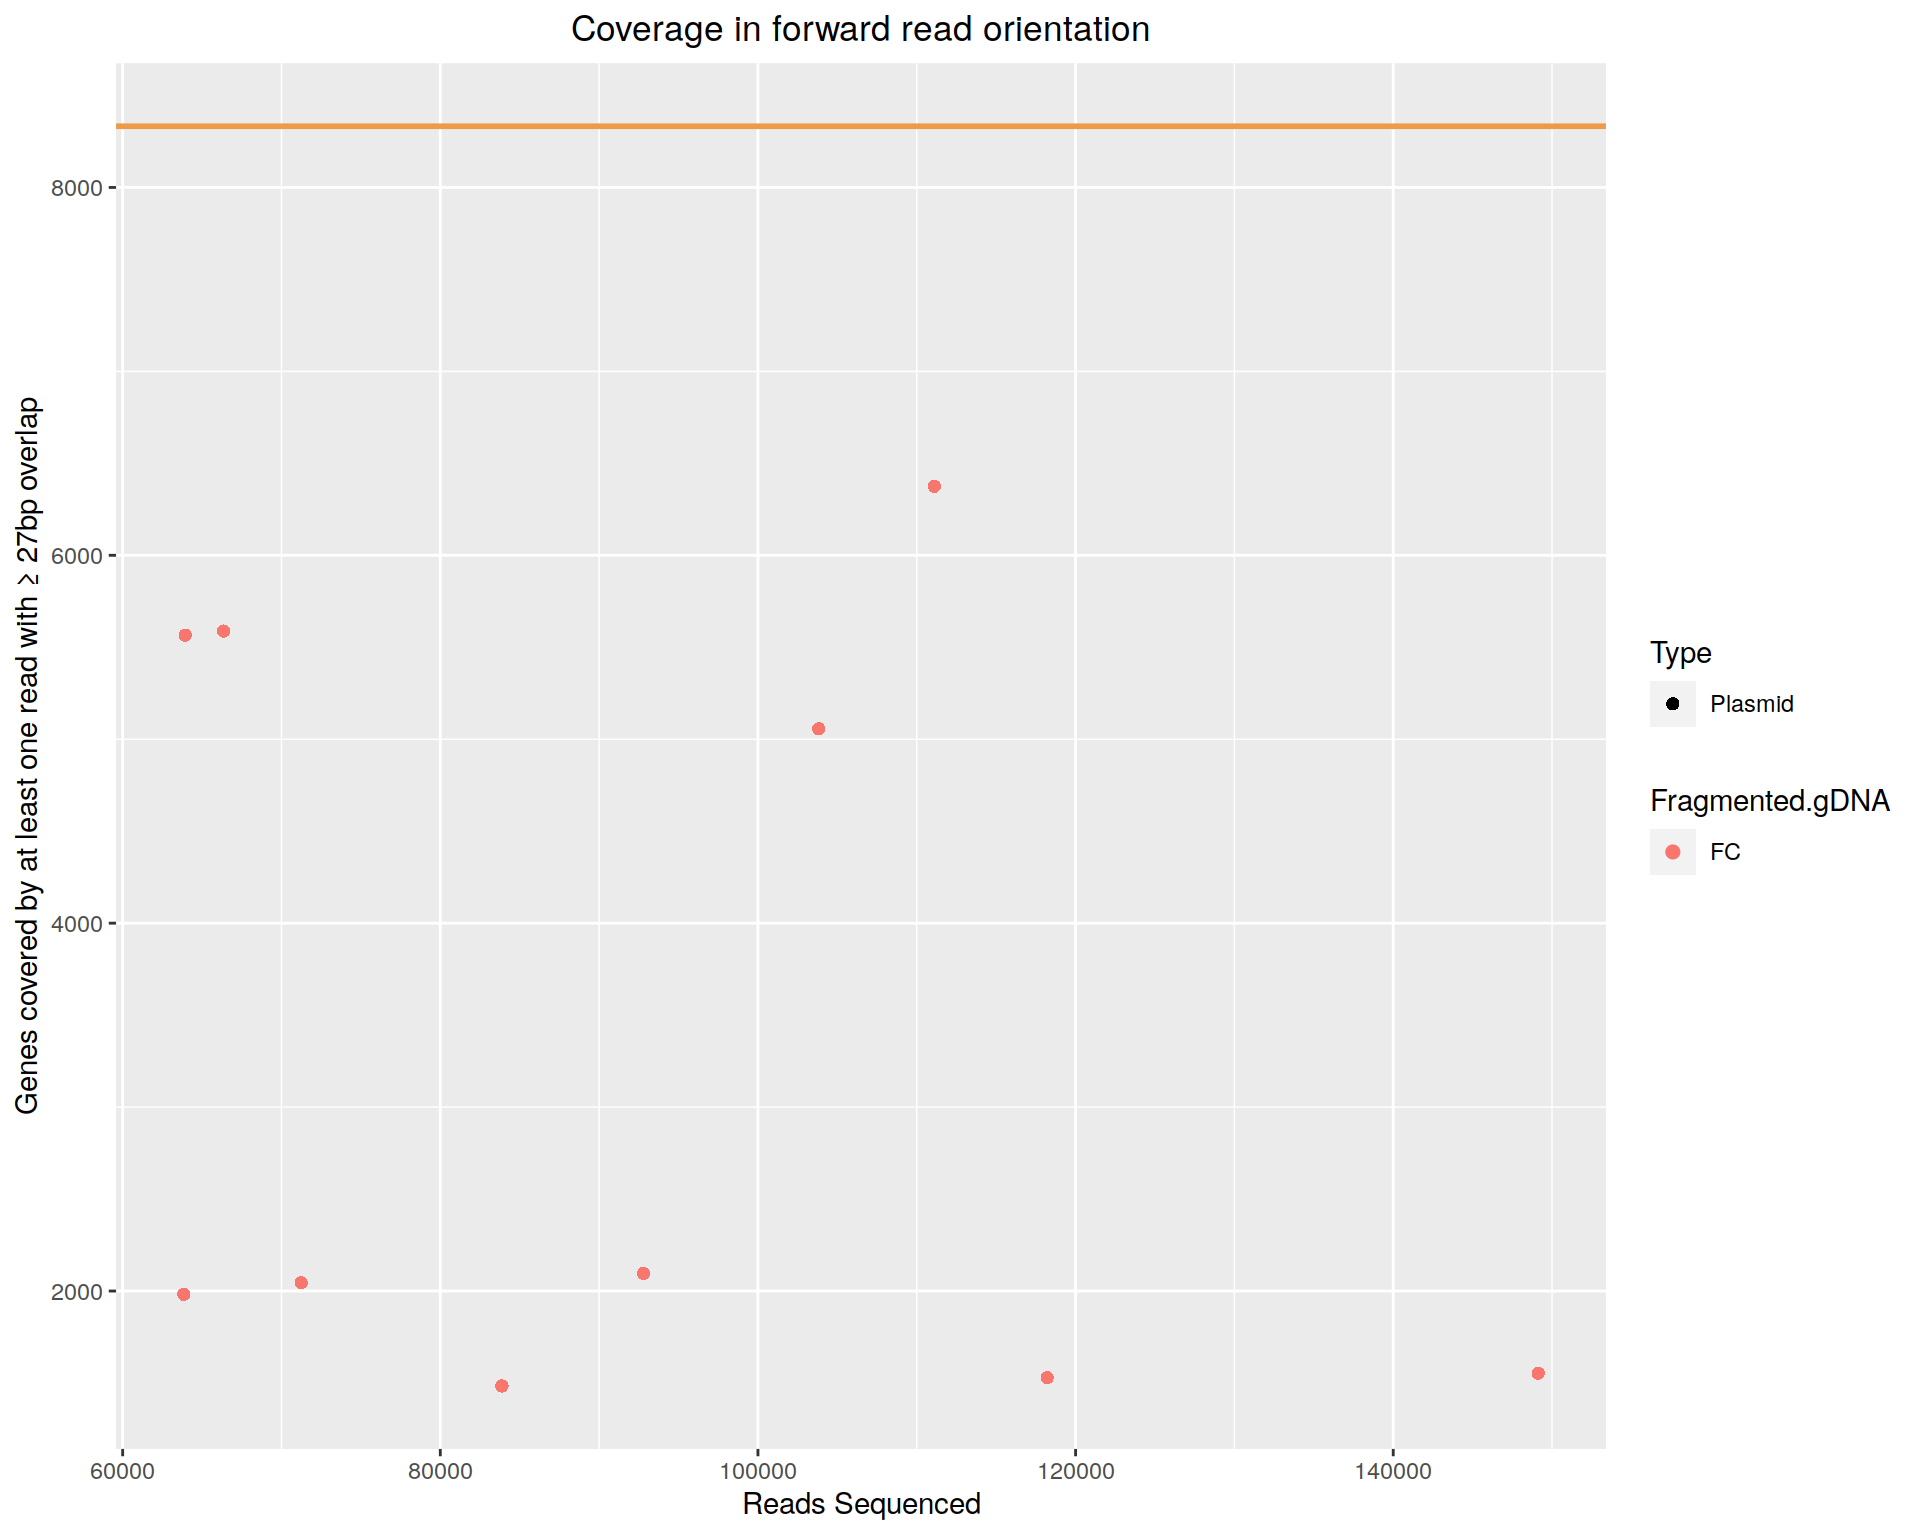 Coverage in forward read orientation
Genes covered by at least one read with ≥ 27bp overlap
8000
6000
4000
2000
60000
80000
100000
120000
140000
Reads Sequenced
Type
Plasmid
Fragmented.gDNA
FC